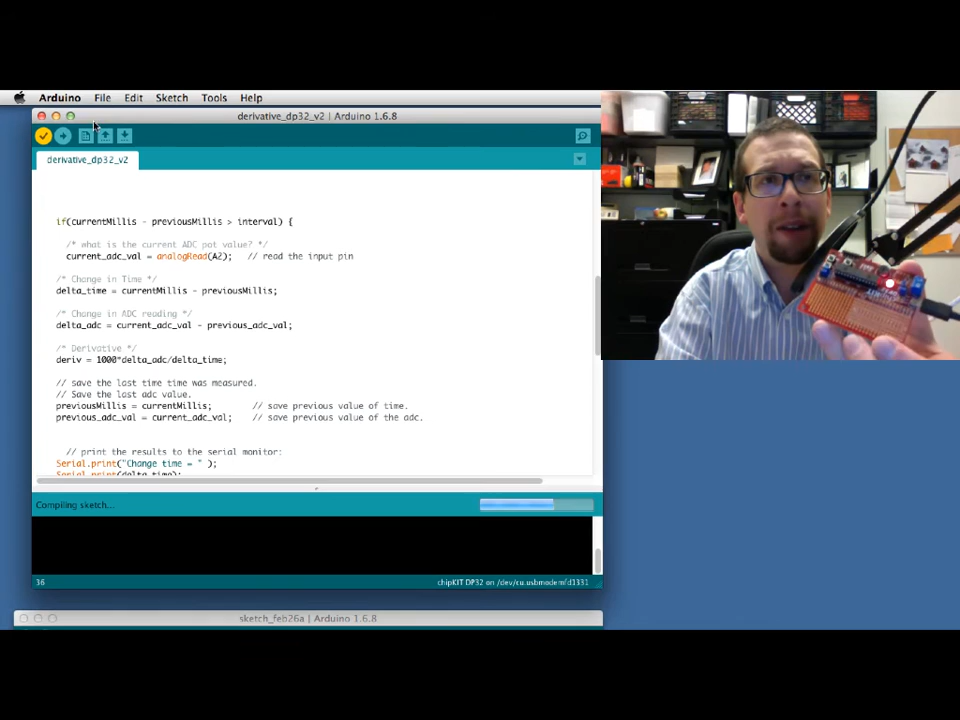 Arduino File Edit Sketch Tools Help
derivative_dp32_v2 | Arduino 1.6.8
derivative_dp32_v2
if(currentMillis - previousMillis > interval) {
/* what is the current ADC pot value? */
current_adc_val = analogRead(A2); // read the input pin
/* Change in Time */
delta_time = currentMillis - previousMillis;
/* Change in ADC reading */
delta_adc = current_adc_val - previous_adc_val;
/* Derivative */
deriv = 1000*delta_adc/delta_time;
// save the last time time was measured.
// Save the last adc value.
previousMillis = currentMillis; // save previous value of time.
previous_adc_val = current_adc_val; // save previous value of the adc.
// print the results to the serial monitor:
Serial.print("Change time = " );
Serial.print(delta_time);
Compiling sketch...
36 chipKIT DP32 on /dev/cu.usbmodemfd1331
sketch_feb26a | Arduino 1.6.8